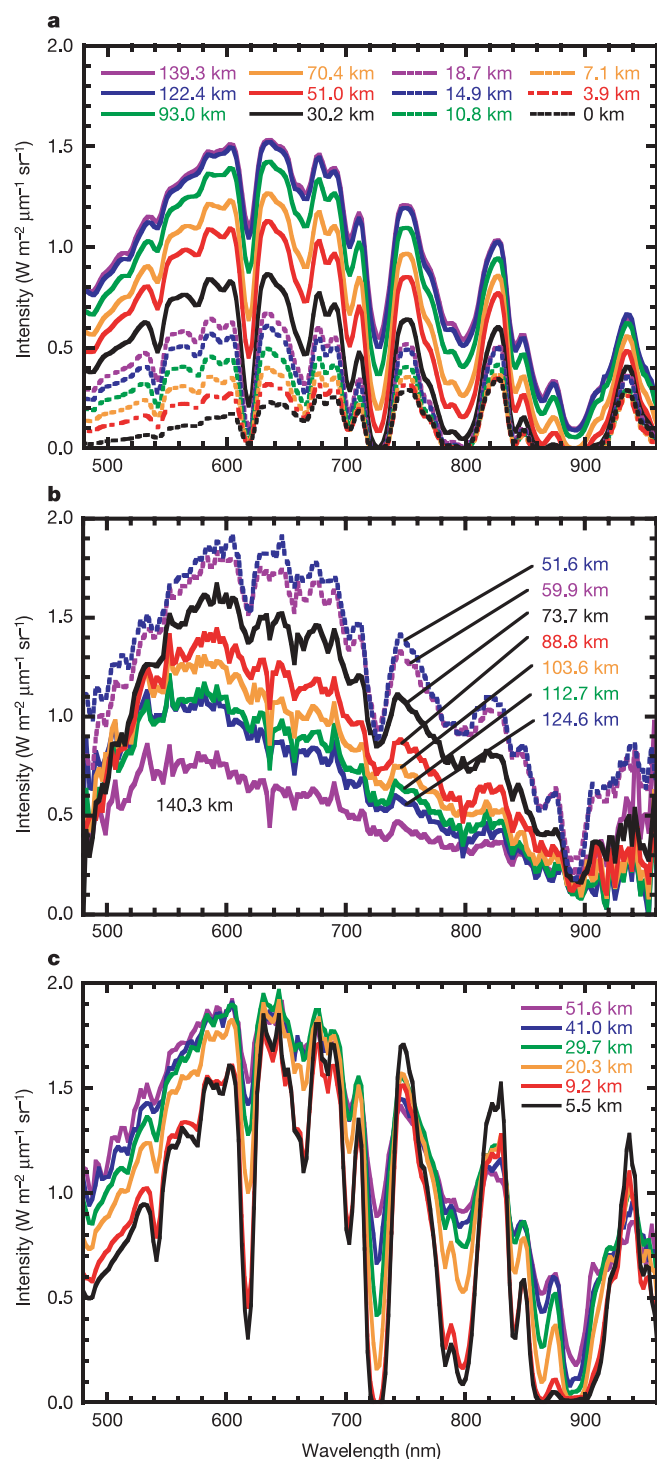 a
2.0
139.3 km 70.4 km 18.7 km 7.1 km
122.4 km 51.0 km 14.9 km 3.9 km
93.0 km 30.2 km 10.8 km 0 km
1.5
1.0
0.5
0.0
Intensity (W m⁻² μm⁻¹ sr⁻¹)
500 600 700 800 900
b
2.0
51.6 km
59.9 km
73.7 km
88.8 km
103.6 km
112.7 km
124.6 km
140.3 km
1.5
1.0
0.5
0.0
Intensity (W m⁻² μm⁻¹ sr⁻¹)
500 600 700 800 900
c
2.0
51.6 km
41.0 km
29.7 km
20.3 km
9.2 km
5.5 km
1.5
1.0
0.5
0.0
Intensity (W m⁻² μm⁻¹ sr⁻¹)
500 600 700 800 900
Wavelength (nm)